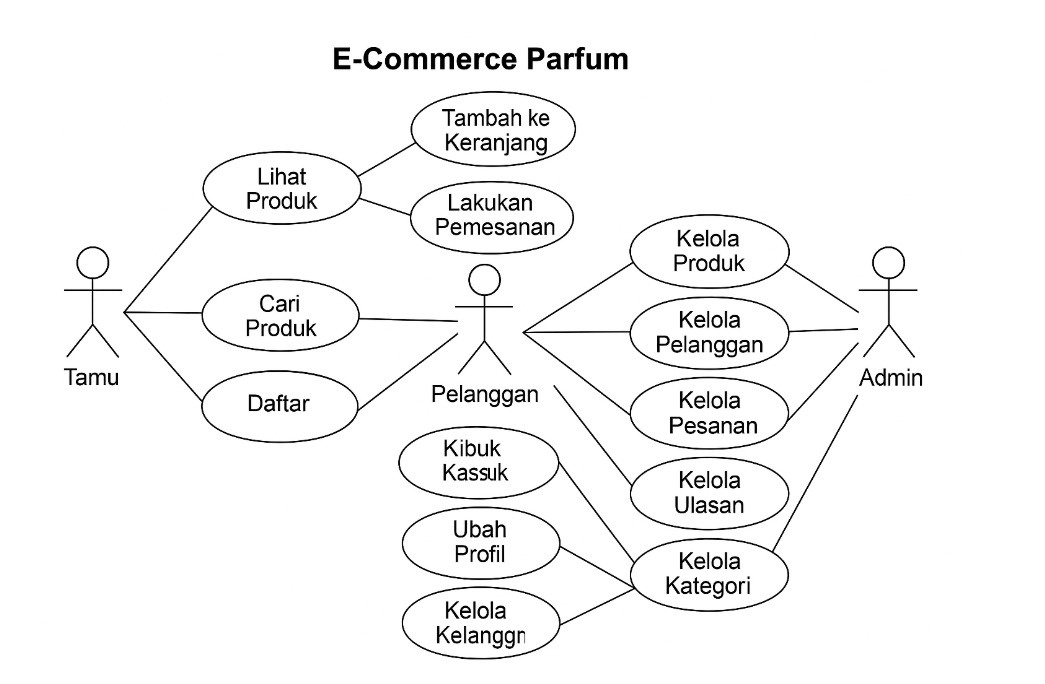 E-Commerce Parfum
Tambah ke
Keranjang
Lihat
Produk
Lakukan
Pemesanan
Kelola
Produk
Cari
Produk
Kelola
Pelanggan
Tamu
Pelanggan
Admin
Daftar
Kelola
Pesanan
Kibuk
Kassuk
Kelola
Ulasan
Ubah
Profil
Kelola
Kategori
Kelola
Kelanggn